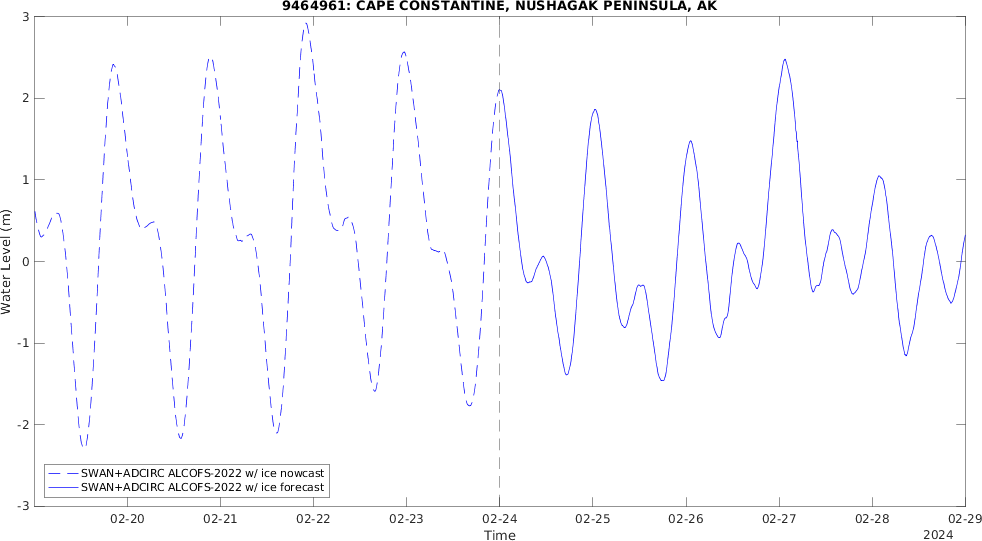 9464961: CAPE CONSTANTINE, NUSHAGAK PENINSULA, AK
3
2
1
0
-1
-2
-3
Water Level (m)
SWAN+ADCIRC ALCOFS-2022 w/ ice nowcast
SWAN+ADCIRC ALCOFS-2022 w/ ice forecast
02-20 02-21 02-22 02-23 02-24 02-25 02-26 02-27 02-28 02-29
Time
2024